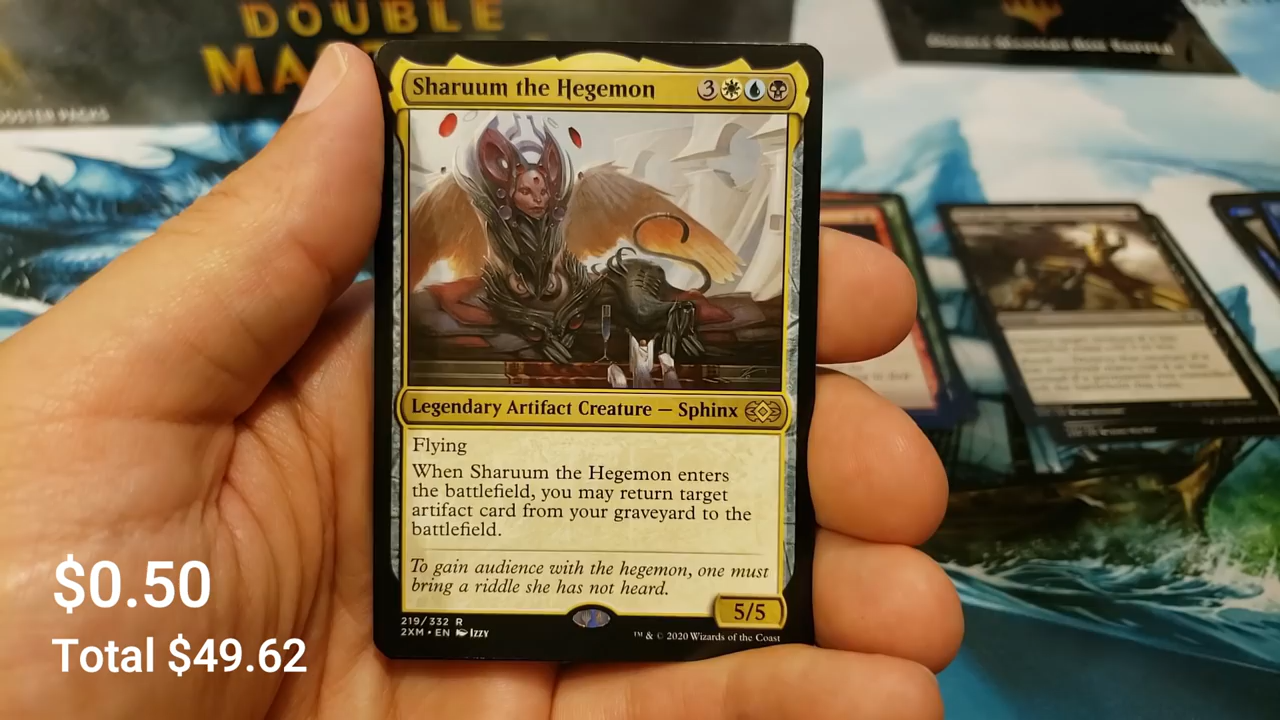 DOUBLE
BOOSTER PACKS
Sharuum the Hegemon 3
Legendary Artifact Creature — Sphinx
Flying
When Sharuum the Hegemon enters
the battlefield, you may return target
artifact card from your graveyard to the
battlefield.
To gain audience with the hegemon, one must
bring a riddle she has not heard.
5/5
219/332 R
2XM • EN Izzy
™ & © 2020 Wizards of the Coast
$0.50
Total $49.62